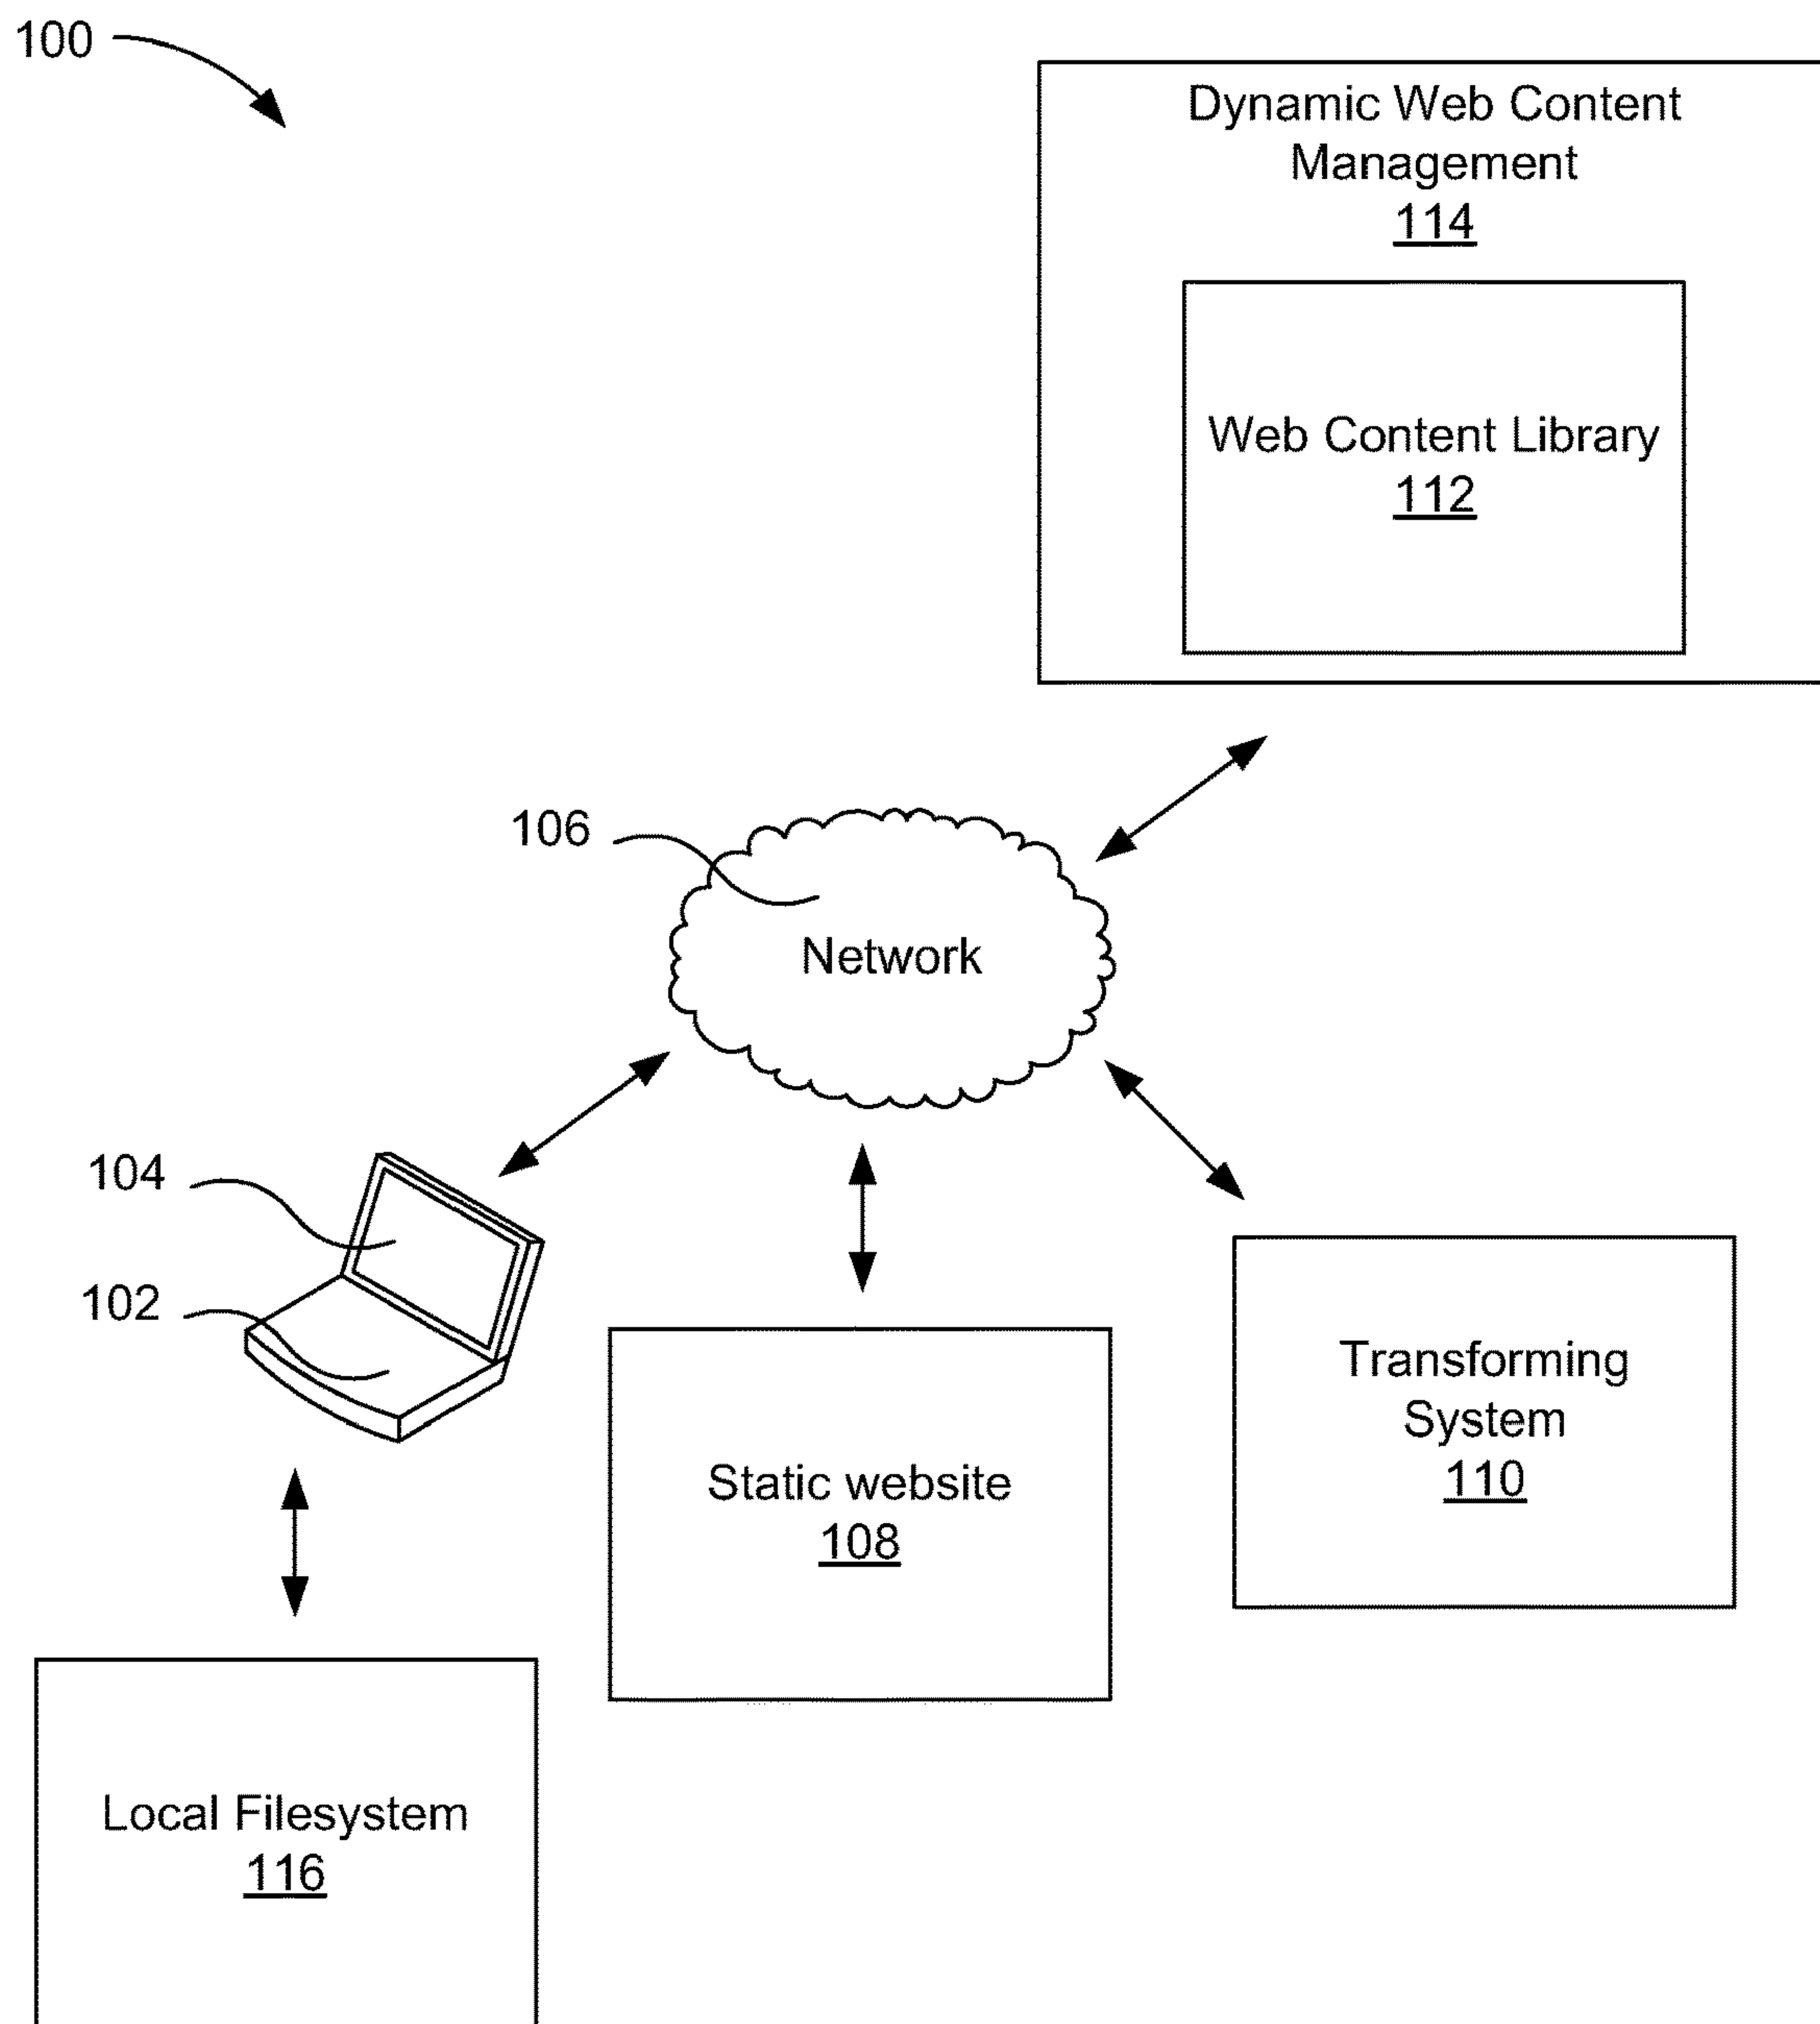 100
Dynamic Web Content
Management
114
Web Content Library
112
106
Network
104
102
Transforming
System
110
Static website
108
Local Filesystem
116